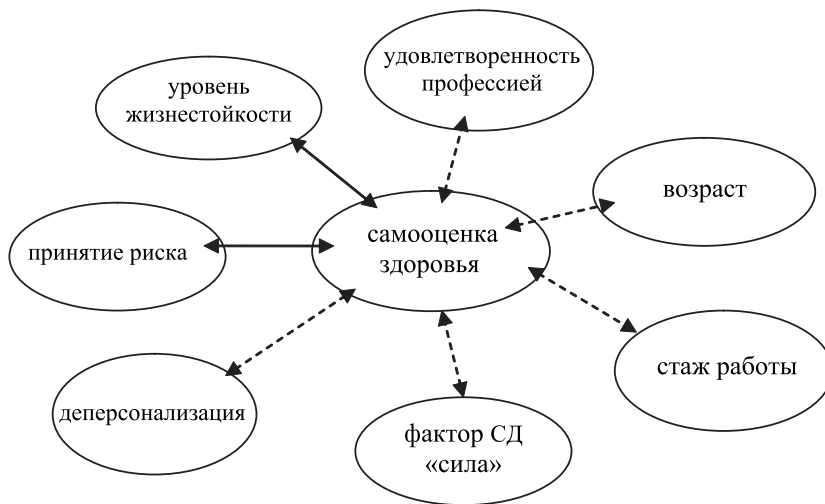 удовлетворенность
профессией
уровень
жизнестойкости
возраст
самооценка
здоровья
принятие риска
стаж работы
деперсонализация
фактор СД
«сила»